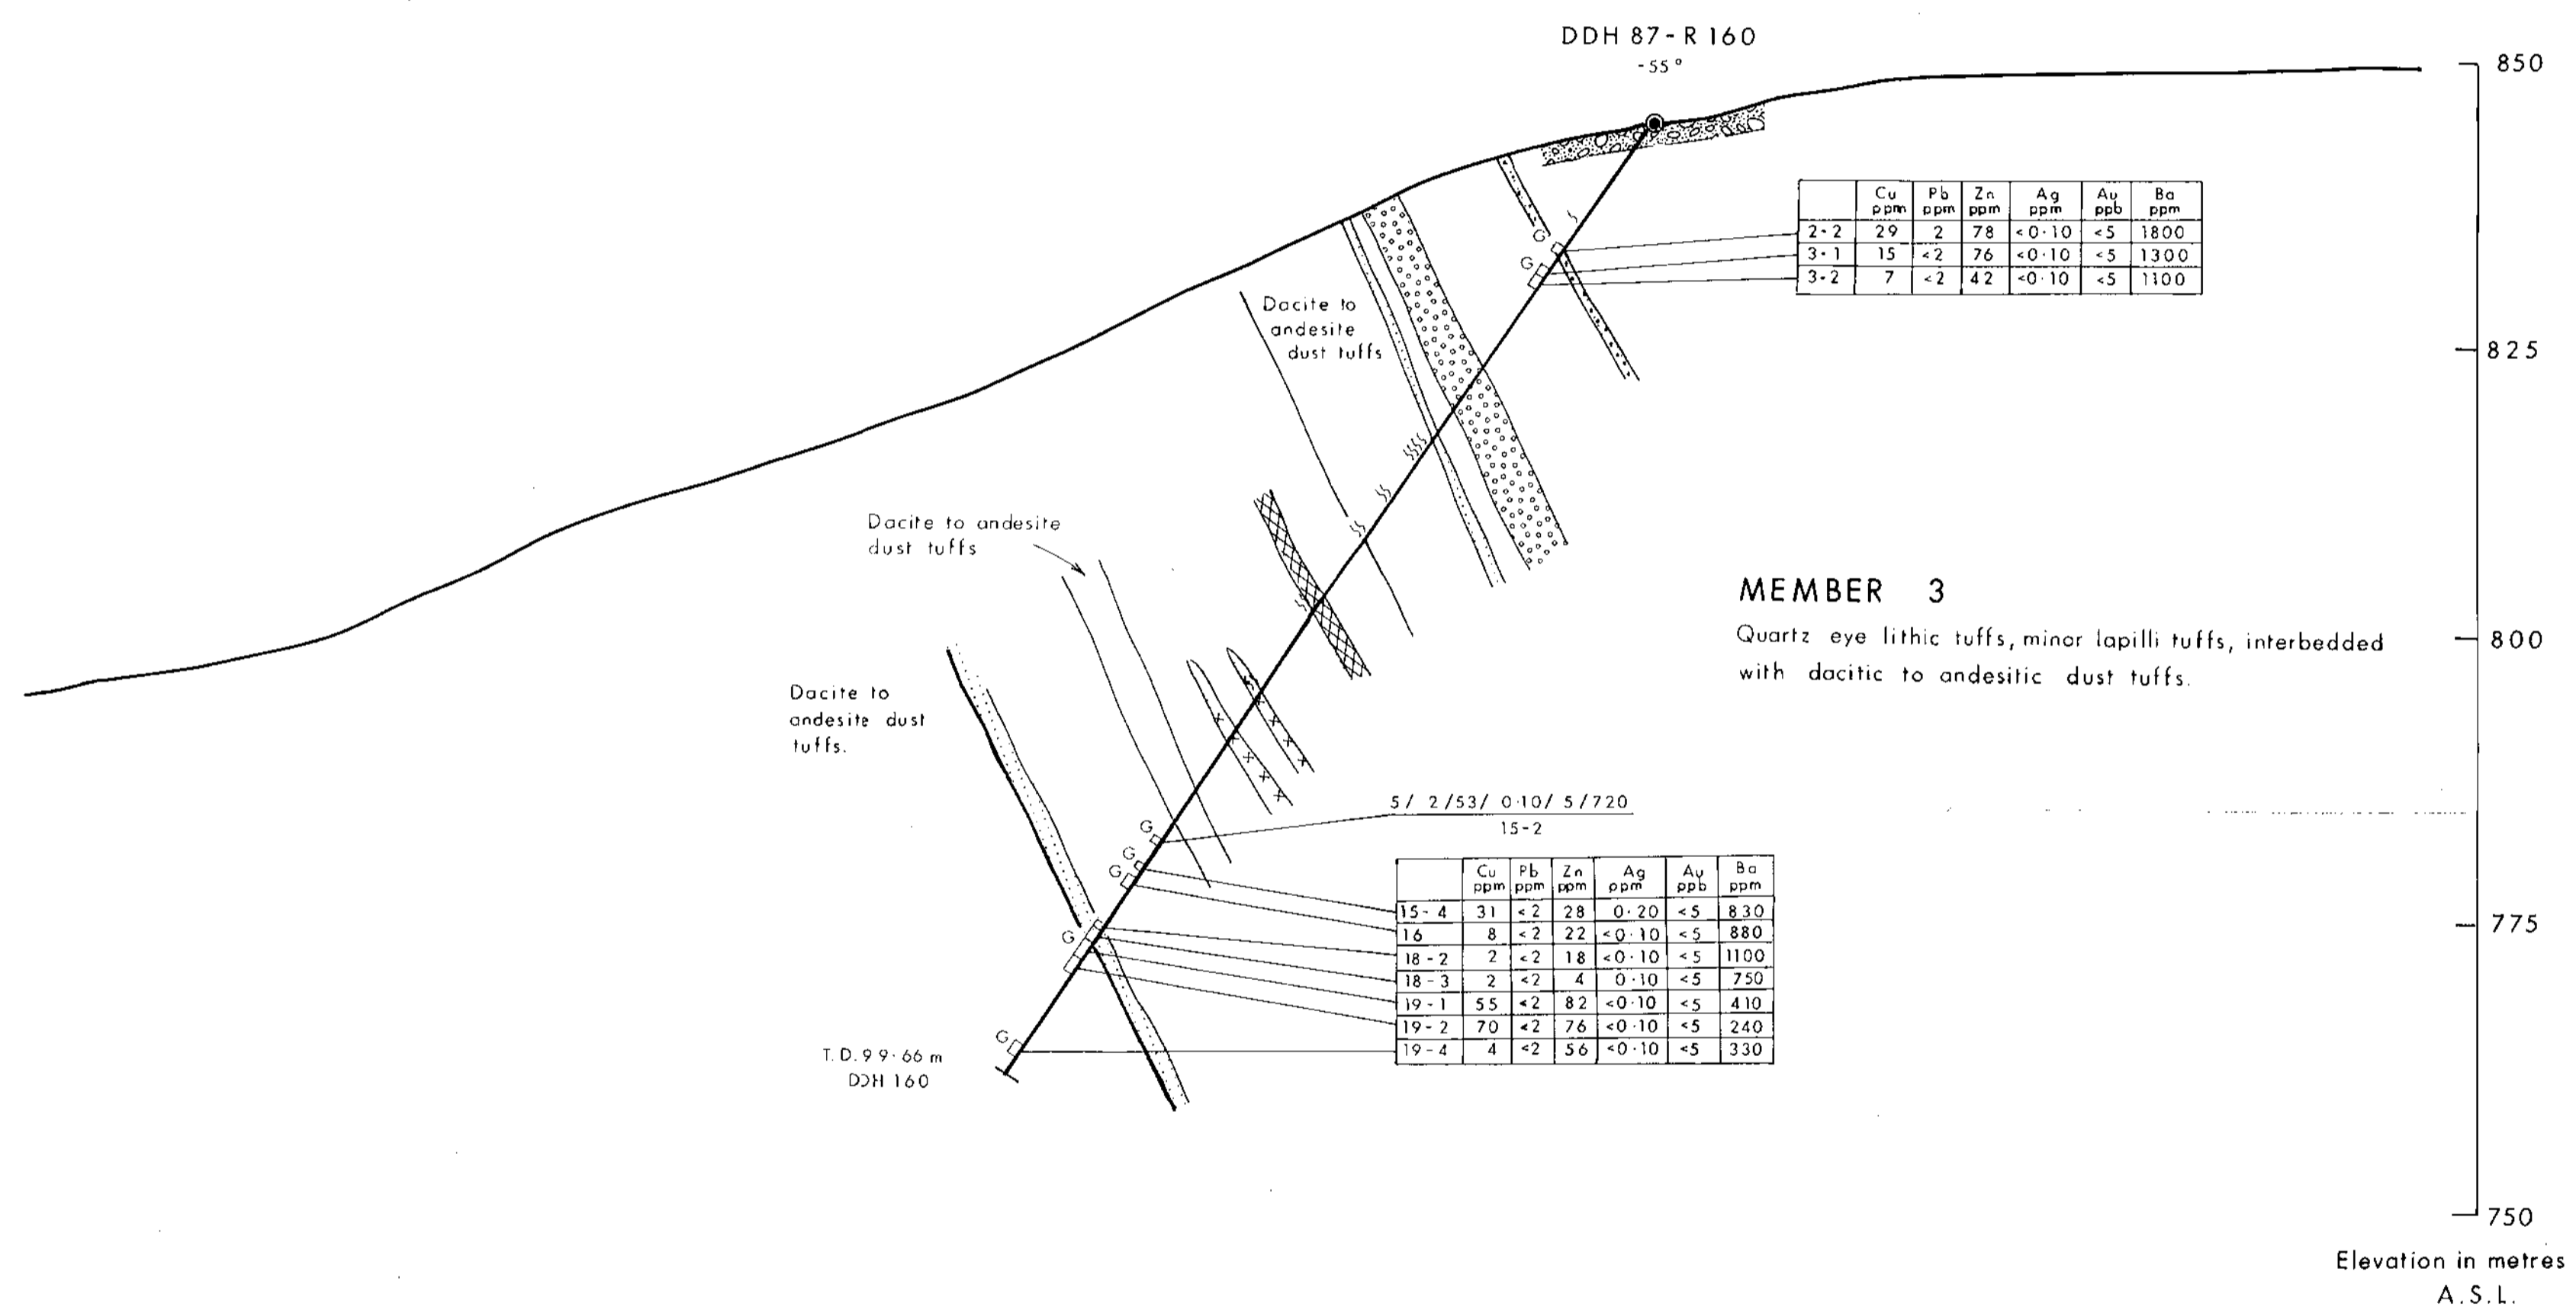 DDH 87-R 160
-55°
850
Cu Pb Zn Ag Au Ba
ppm ppm ppm ppm ppb ppm
2-2 29 2 78 <0·10 <5 1800
3-1 15 <2 76 <0·10 <5 1300
3-2 7 <2 42 <0·10 <5 1100
G
G
Dacite to
andesite
dust tuffs
825
Dacite to andesite
dust tuffs
MEMBER 3
Quartz eye lithic tuffs, minor lapilli tuffs, interbedded
with dacitic to andesitic dust tuffs.
800
Dacite to
andesite dust
tuffs.
5/ 2/53/ 0·10/ 5/720
15-2
G
G
G
Cu Pb Zn Ag Au Ba
ppm ppm ppm ppm ppb ppm
15-4 31 <2 28 0·20 <5 830
16 8 <2 22 <0·10 <5 880
18-2 2 <2 18 <0·10 <5 1100
18-3 2 <2 4 0·10 <5 750
19-1 55 <2 82 <0·10 <5 410
19-2 70 <2 76 <0·10 <5 240
19-4 4 <2 56 <0·10 <5 330
775
G
G
T.D. 99·66 m
DDH 160
750
Elevation in metres
A.S.L.